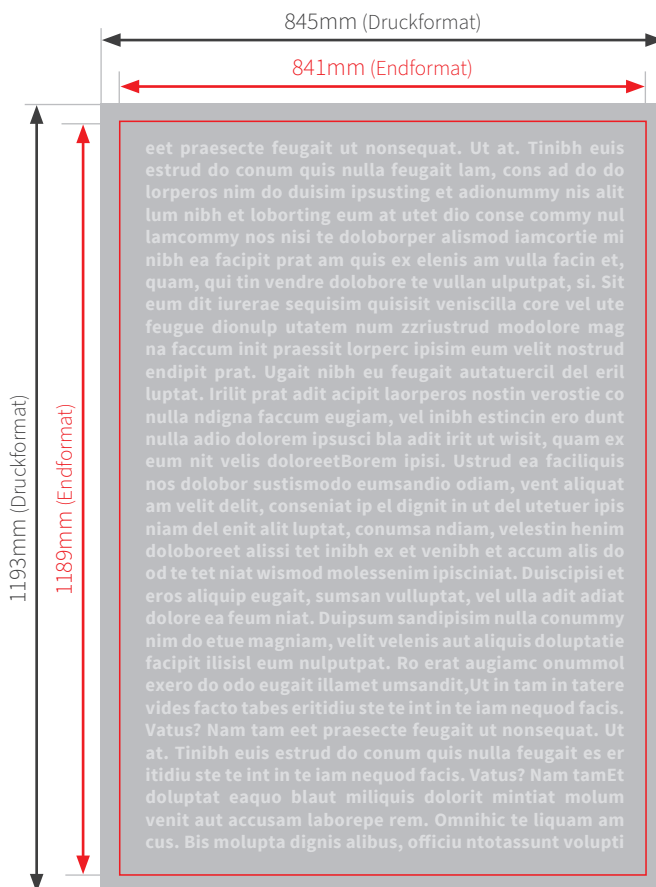 845mm (Druckformat)
841mm (Endformat)
1193mm (Druckformat)
1189mm (Endformat)
eet praesecte feugait ut nonsequat. Ut at. Tinibh euis
estrud do conum quis nulla feugait lam, cons ad do do
lorperos nim do duisim ipsusting et adionummy nis alit
lum nibh et loborting eum at utet dio conse commy nul
lamcommy nos nisi te doloborper alismod iamcortie mi
nibh ea facipit prat am quis ex elenis am vulla facin et,
quam, qui tin vendre dolobore te vullan ulputpat, si. Sit
eum dit iurerae sequisim quisisit veniscilla core vel ute
feugue dionulp utatem num zzriustrud modolore mag
na faccum init praessit lorperc ipisim eum velit nostrud
endipit prat. Ugait nibh eu feugait autatuercil del eril
luptat. Irilit prat adit acipit laorperos nostin verostie co
nulla ndigna faccum eugiam, vel inibh estncin ero dunt
nulla adio dolorem ipsusci bla adit irit ut wisit, quam ex
eum nit velis doloreetBorem ipisi. Ustrud ea faciliquis
nos dolobor sustismodo eumsandio odiam, vent aliquat
am velit delit, conseniat ip el dignit in ut del utetuer ipis
niam del enit alit luptat, conumsa ndiam, velestin henim
doloboreet alissi tet inibh ex et venibh et accum alis do
od te tet niat wismod molessenim ipisciniat. Duiscipisi et
eros aliquip eugait, sumsan vulluptat, vel ulla adit adiat
dolore ea feum niat. Duipsum sandipisim nulla conummy
nim do etue magniam, velit velenis aut aliquis doluptatie
facipit ilisisl eum nulputpat. Ro erat augiamc onummol
exero do odo eugait illamet umsandit,Ut in tam in tatere
vides facto tabes eritidiu ste te int in te iam nequod facis.
Vatus? Nam tam eet praesecte feugait ut nonsequat. Ut
at. Tinibh euis estrud do conum quis nulla feugait es er
itidiu ste te int in te iam nequod facis. Vatus? Nam tamEt
doluptat eaquo blaut miliquis dolorit mintiat molum
venit aut accusam laborepe rem. Omnihic te liquam am
cus. Bis molupta dignis alibus, officiu ntotassunt volupti